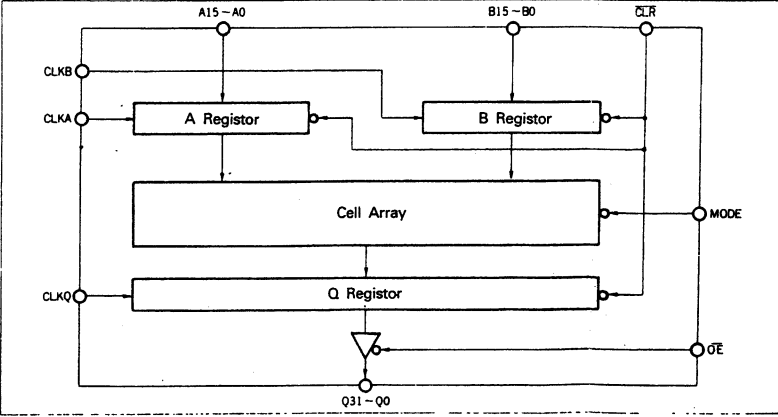 A15~A0
B15~B0
CLR
CLKB
CLKA
A Registor
B Registor
Cell Array
MODE
CLKQ
Q Registor
OE
Q31~Q0